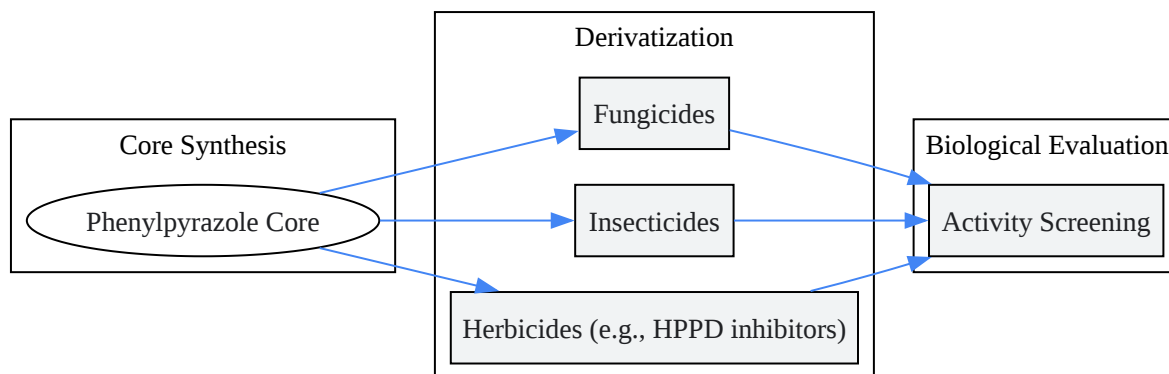 Core Synthesis
Phenylpyrazole Core
Derivatization
Fungicides
Insecticides
Herbicides (e.g., HPPD inhibitors)
Biological Evaluation
Activity Screening